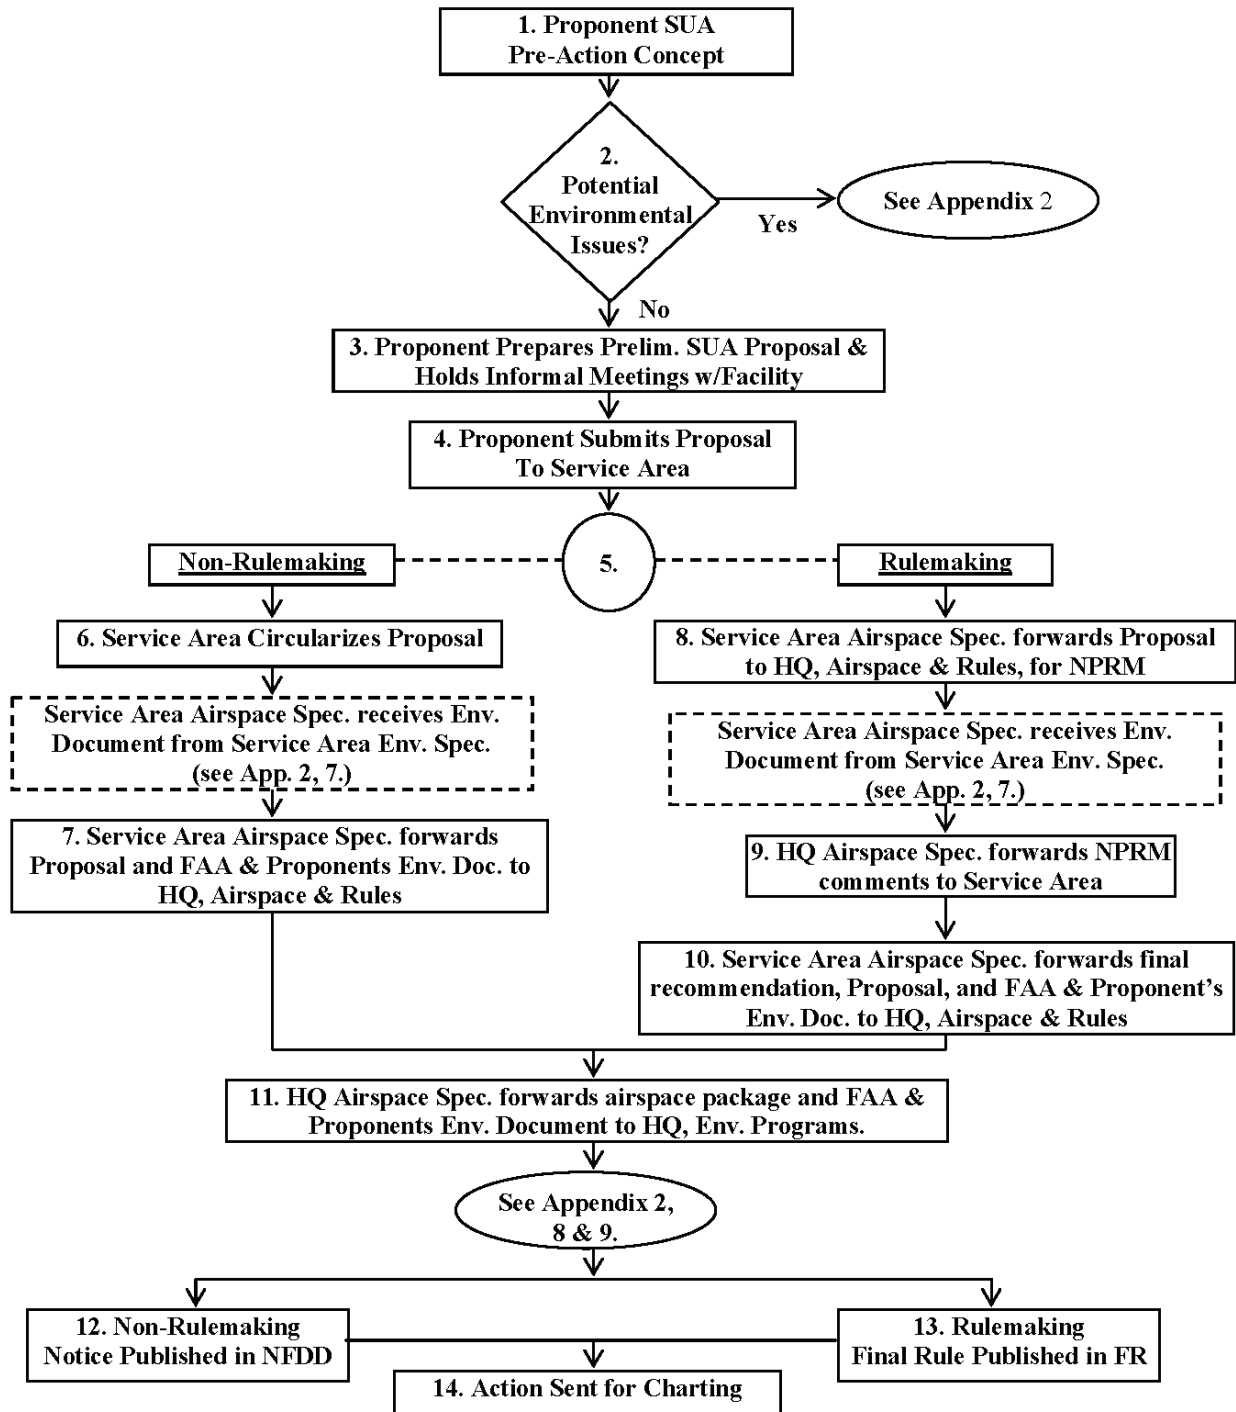 1. Proponent SUA
Pre-Action Concept
2.
Potential
Environmental
Issues?
Yes
See Appendix 2
No
3. Proponent Prepares Prelim. SUA Proposal &
Holds Informal Meetings w/Facility
4. Proponent Submits Proposal
To Service Area
5.
Non-Rulemaking
Rulemaking
6. Service Area Circularizes Proposal
Service Area Airspace Spec. receives Env.
Document from Service Area Env. Spec.
(see App. 2, 7.)
7. Service Area Airspace Spec. forwards
Proposal and FAA & Proponents Env. Doc. to
HQ, Airspace & Rules
8. Service Area Airspace Spec. forwards Proposal
to HQ, Airspace & Rules, for NPRM
Service Area Airspace Spec. receives Env.
Document from Service Area Env. Spec.
(see App. 2, 7.)
9. HQ Airspace Spec. forwards NPRM
comments to Service Area
10. Service Area Airspace Spec. forwards final
recommendation, Proposal, and FAA & Proponent’s
Env. Doc. to HQ, Airspace & Rules
11. HQ Airspace Spec. forwards airspace package and FAA &
Proponents Env. Document to HQ, Env. Programs.
See Appendix 2,
8 & 9.
12. Non-Rulemaking
Notice Published in NFDD
13. Rulemaking
Final Rule Published in FR
14. Action Sent for Charting